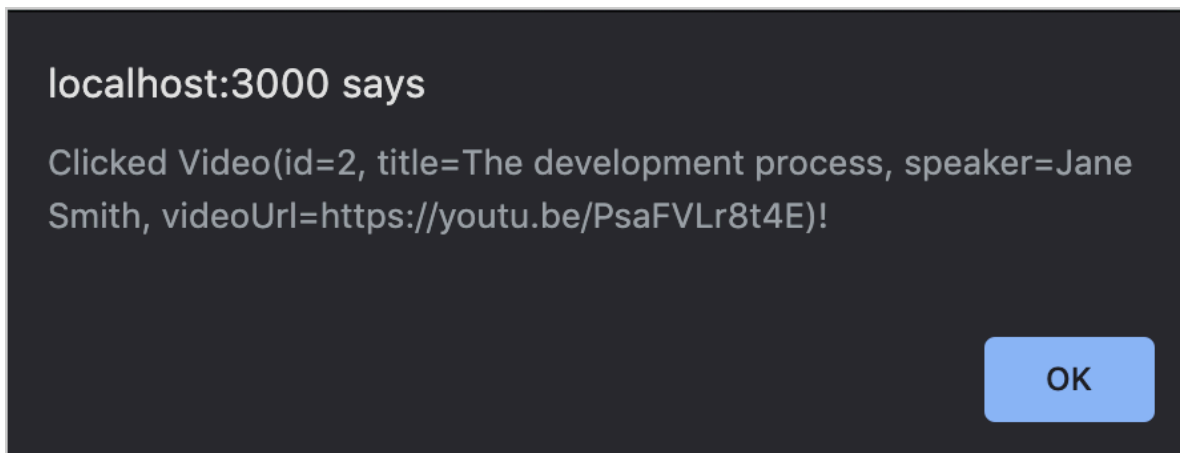 localhost:3000 says
Clicked Video(id=2, title=The development process, speaker=Jane
Smith, videoUrl=https://youtu.be/PsaFVLr8t4E)!
OK